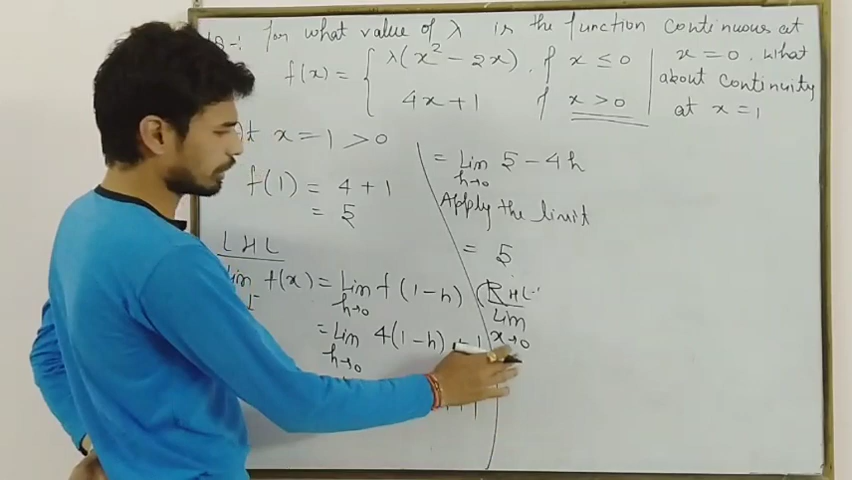 for what value of λ is the function continuous at
f(x) = { λ(x² - 2x) , if x ≤ 0
4x + 1 if x > 0
x = 0 . what
about continuity
at x = 1
At x = 1 > 0
f(1) = 4 + 1
= 5
LHL
Lim f(x) = Lim f(1-h)
h→0
= Lim 4(1-h) + 1
h→0
= Lim 5 - 4h
h→0
Apply the limit
= 5
RHL
Lim
x→0